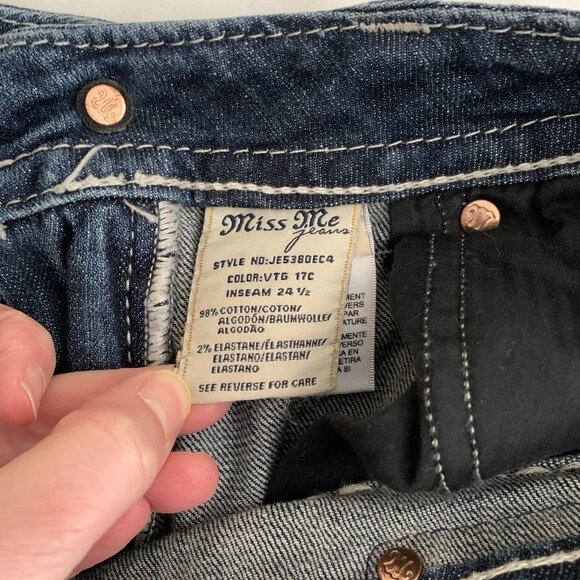 Miss Me
jeans
STYLE NO:JE5380EC4
COLOR:VTG 17C
INSEAM 24 ½
98% COTTON/COTON/
ALGODÓN/BAUMWOLLE/
ALGODÃO
2% ELASTANE/ÉLASTHANNE/
ELASTANO/ELASTAN/
ELASTANO
SEE REVERSE FOR CARE